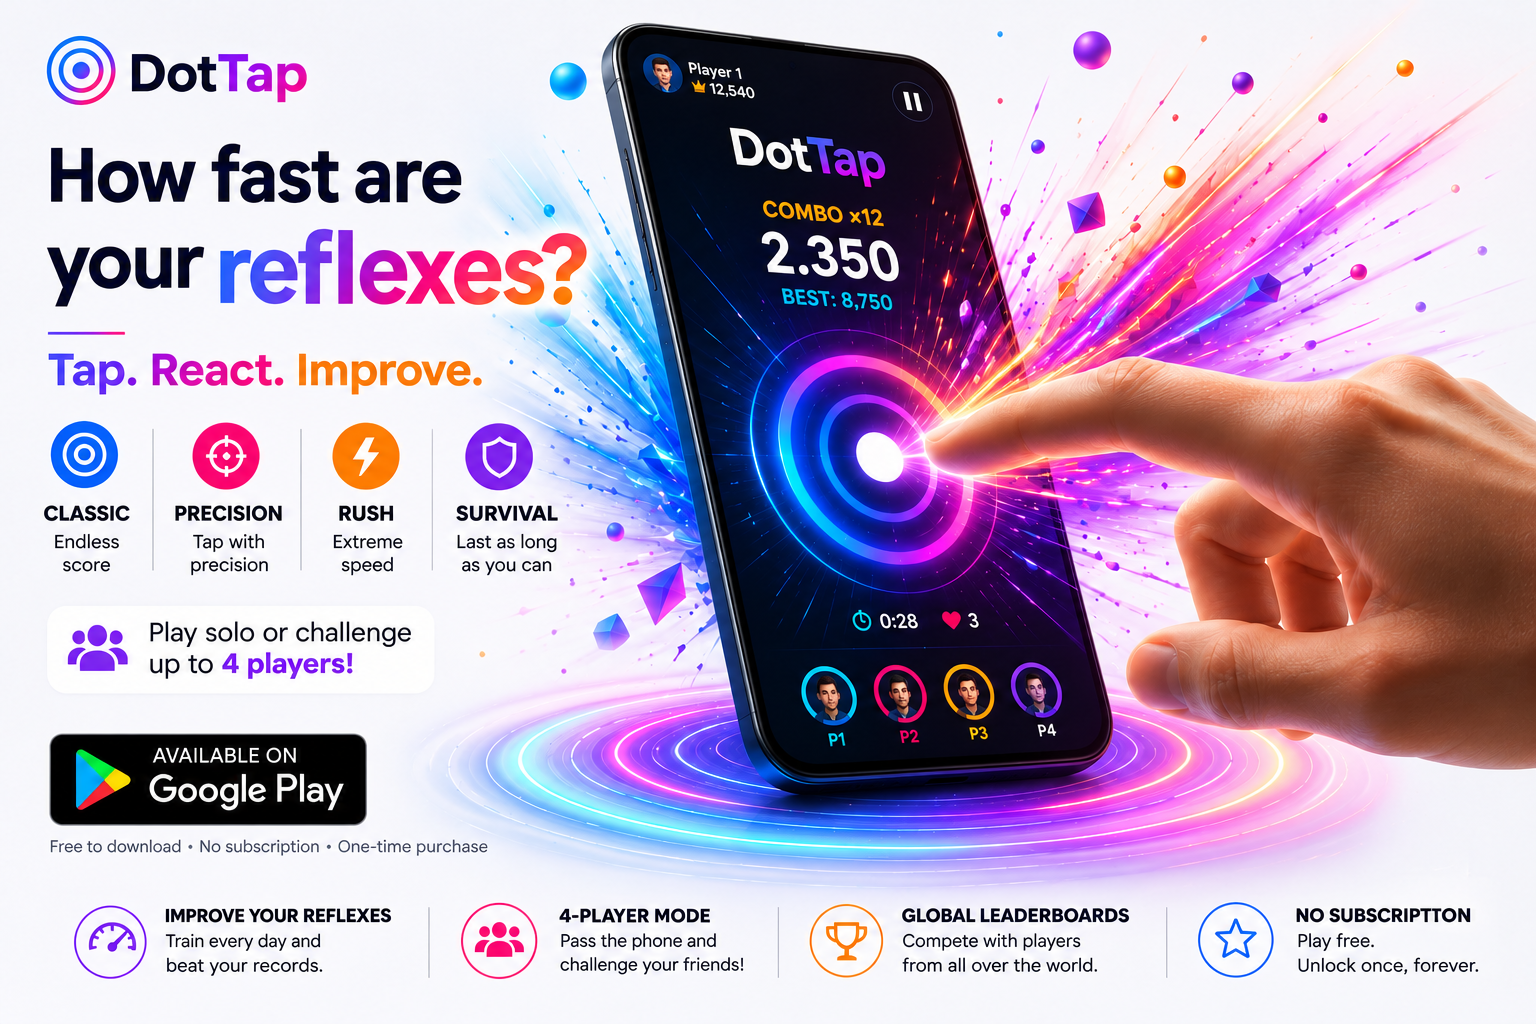 DotTap
How fast are
your reflexes?
Tap. React. Improve.
CLASSIC
Endless
score
PRECISION
Tap with
precision
RUSH
Extreme
speed
SURVIVAL
Last as long
as you can
Play solo or challenge
up to 4 players!
AVAILABLE ON
Google Play
Free to download • No subscription • One-time purchase
Player 1
12,540
DotTap
COMBO x12
2.350
BEST: 8,750
0:28 3
P1 P2 P3 P4
IMPROVE YOUR REFLEXES
Train every day and
beat your records.
4-PLAYER MODE
Pass the phone and
challenge your friends!
GLOBAL LEADERBOARDS
Compete with players
from all over the world.
NO SUBSCRIPTTON
Play free.
Unlock once, forever.